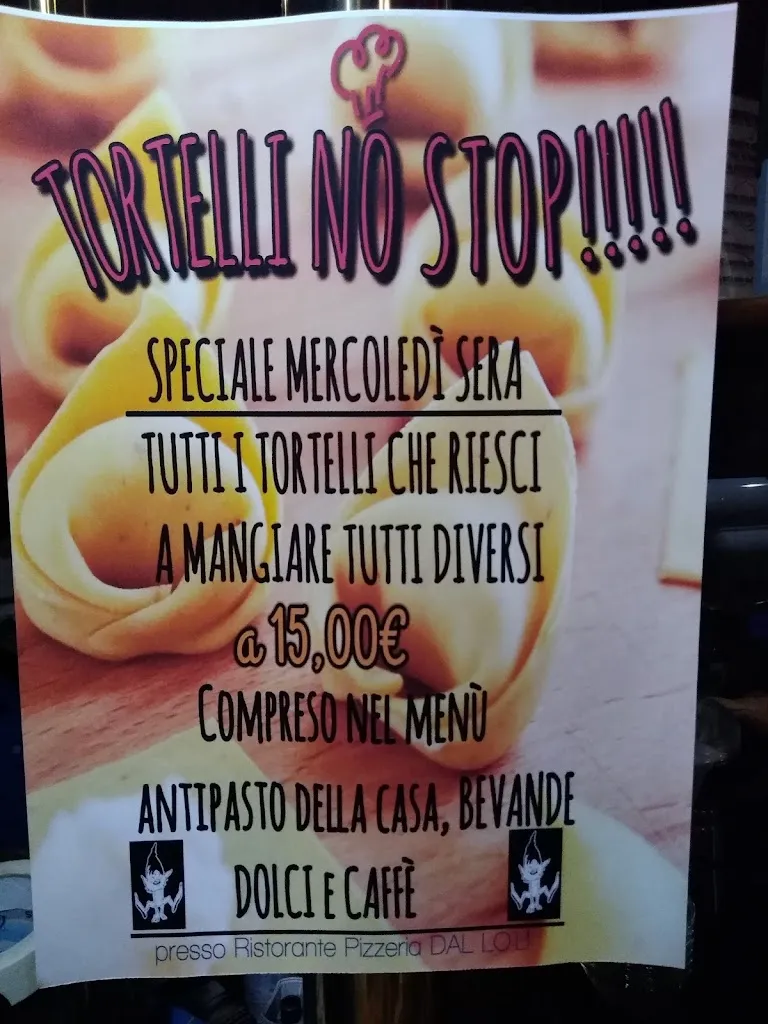 TORTELLI NO STOP!!!!!
SPECIALE MERCOLEDÌ SERA
TUTTI I TORTELLI CHE RIESCI
A MANGIARE TUTTI DIVERSI
a 15,00€
COMPRESO NEL MENÙ
ANTIPASTO DELLA CASA, BEVANDE
DOLCI E CAFFÈ
presso Ristorante Pizzeria DAL LOLI